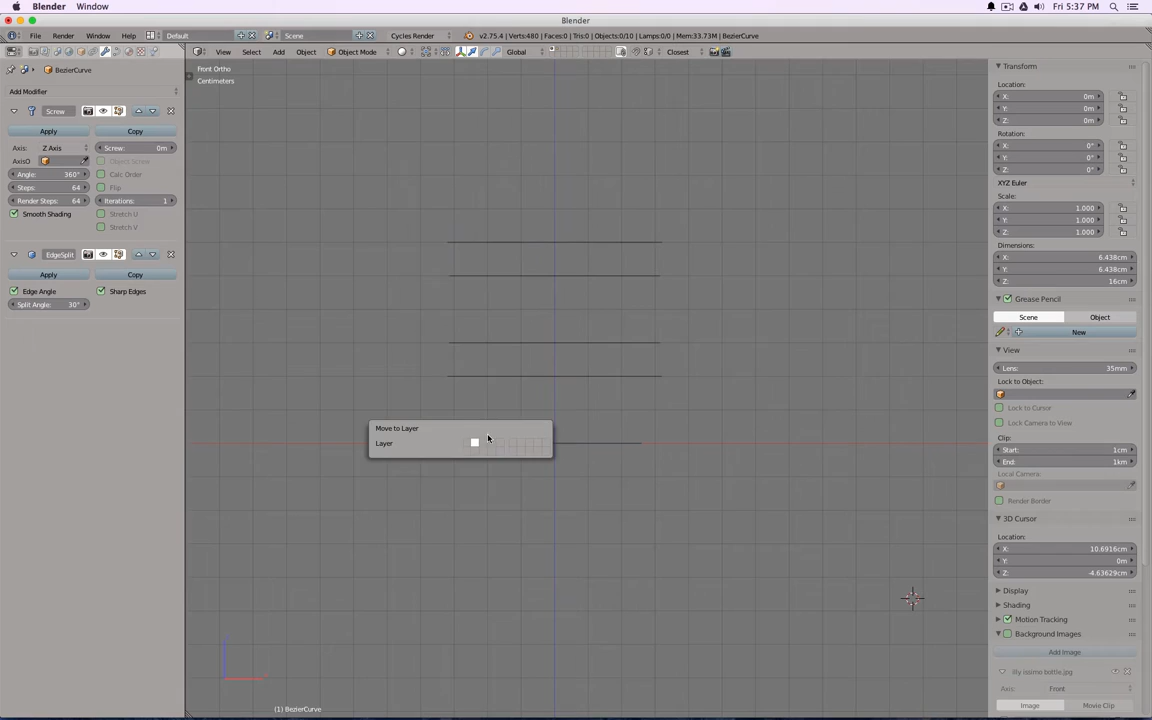 Blender Window Fri 5:37 PM
Blender
File Render Window Help Default Scene Cycles Render v2.75.4 | Verts:480 | Faces:0 | Tris:0 | Objects:0/10 | Lamps:0/0 | Mem:33.73M | BezierCurve
View Select Add Object Object Mode Global Closest
BezierCurve
Add Modifier
Screw
Apply Copy
Axis: Z Axis Screw: 0m
AxisO Object Screw
Angle: 360° Calc Order
Steps: 64 Flip
Render Steps: 64 Iterations: 1
Smooth Shading Stretch U
Stretch V
EdgeSplit
Apply Copy
Edge Angle Sharp Edges
Split Angle: 30°
Front Ortho
Centimeters
Move to Layer
Layer
(1) BezierCurve
Transform
Location:
X: 0m
Y: 0m
Z: 0m
Rotation:
X: 0°
Y: 0°
Z: 0°
XYZ Euler
Scale:
X: 1.000
Y: 1.000
Z: 1.000
Dimensions:
X: 6.438cm
Y: 6.438cm
Z: 16cm
Grease Pencil
Scene Object
New
View
Lens: 35mm
Lock to Object:
Lock to Cursor
Lock Camera to View
Clip:
Start: 1cm
End: 1km
Local Camera:
Render Border
3D Cursor
Location:
X: 10.6916cm
Y: 0m
Z: -4.63629cm
Display
Shading
Motion Tracking
Background Images
Add Image
illy issimo bottle.jpg
Axis: Front
Image Movie Clip